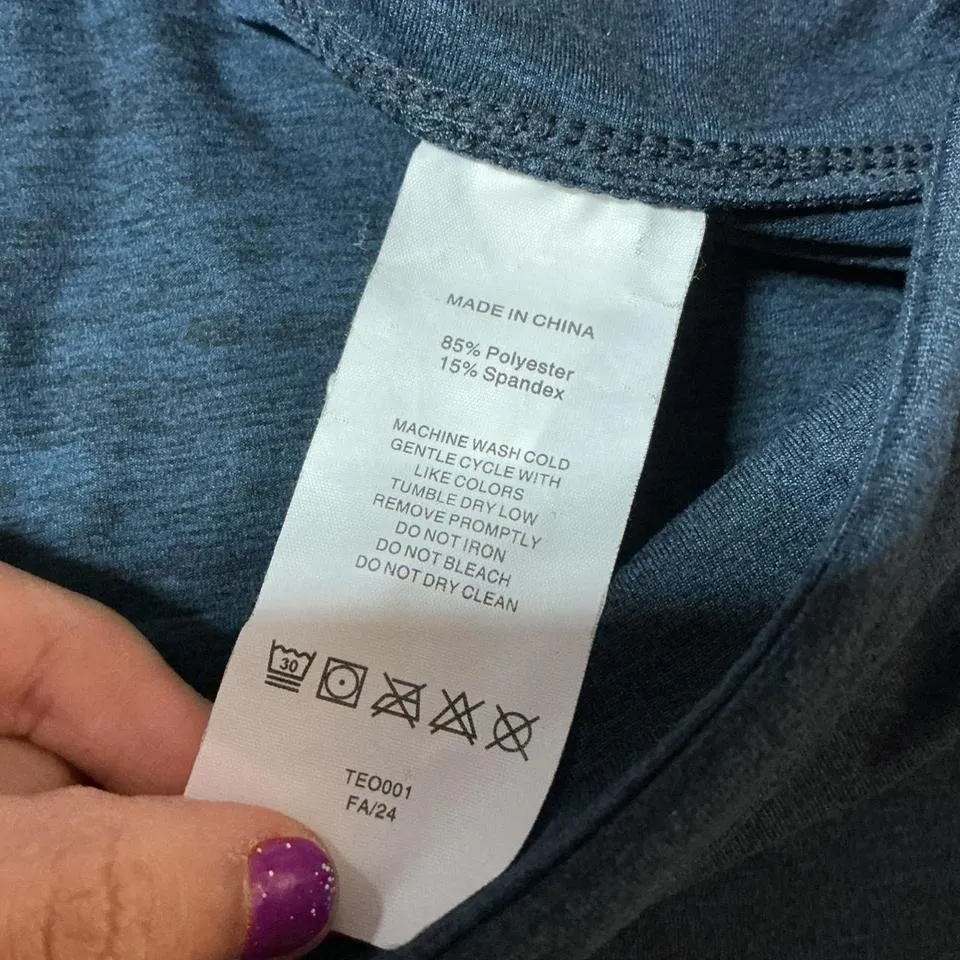 MADE IN CHINA
85% Polyester
15% Spandex
MACHINE WASH COLD
GENTLE CYCLE WITH
LIKE COLORS
TUMBLE DRY LOW
REMOVE PROMPTLY
DO NOT IRON
DO NOT BLEACH
DO NOT DRY CLEAN
30
TEO001
FA/24